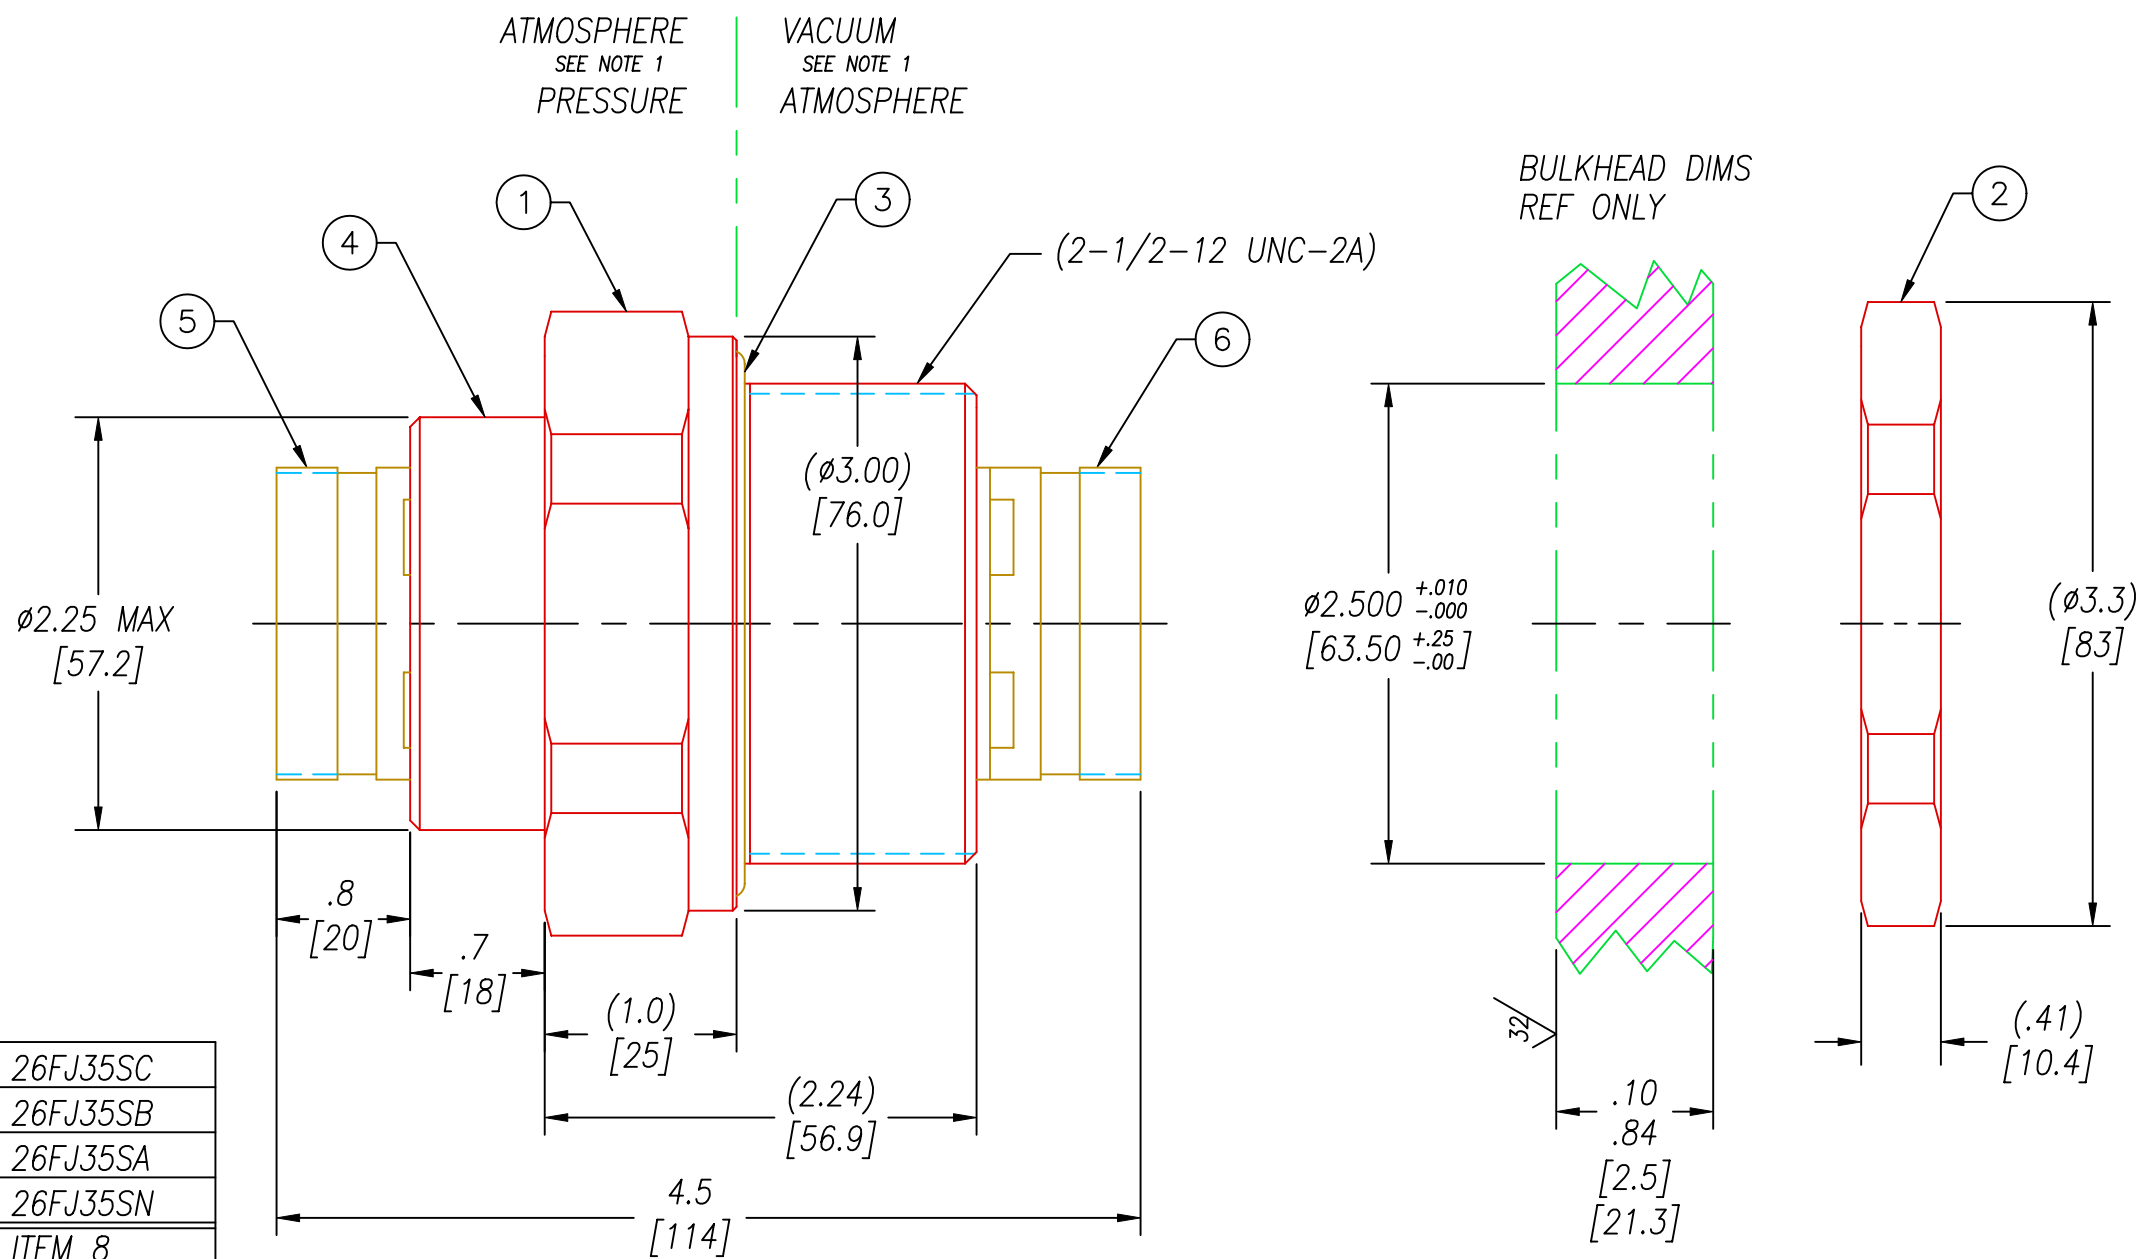 ATMOSPHERE
SEE NOTE 1
PRESSURE
VACUUM
SEE NOTE 1
ATMOSPHERE
BULKHEAD DIMS
REF ONLY
1
2
3
4
5
6
(2-1/2-12 UNC-2A)
(ø3.00)
[76.0]
ø2.25 MAX
[57.2]
ø2.500 +.010 -.000
[63.50 +.25 -.00]
(ø3.3)
[83]
.8
[20]
.7
[18]
(1.0)
[25]
(2.24)
[56.9]
4.5
[114]
32
.10
.84
[2.5]
[21.3]
(.41)
[10.4]
26FJ35SC
26FJ35SB
26FJ35SA
26FJ35SN
ITEM 8